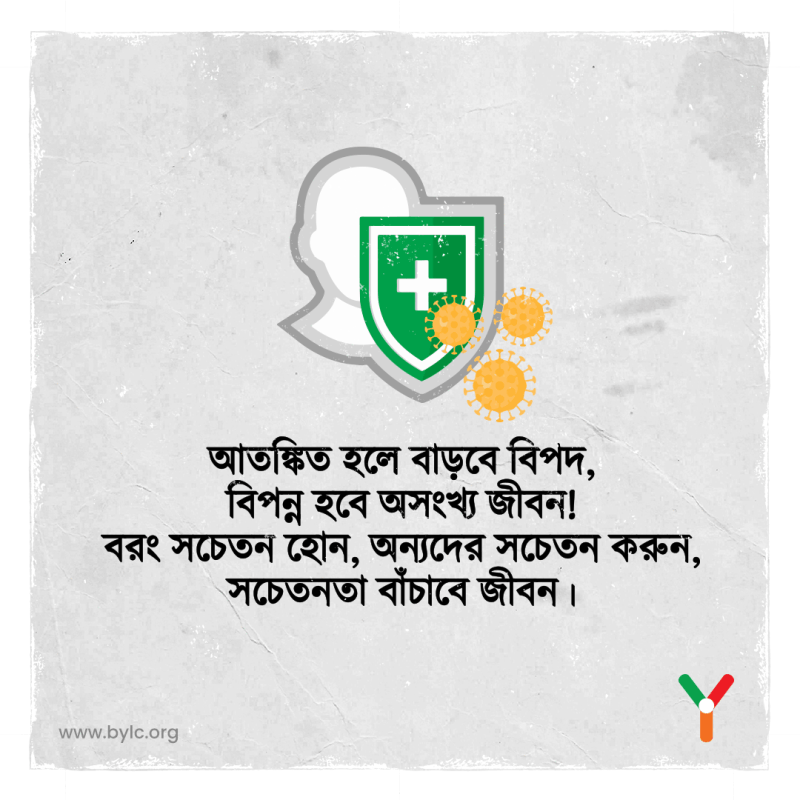 আতঙ্কিত হলে বাড়বে বিপদ,
বিপন্ন হবে অসংখ্য জীবন!
বরং সচেতন হোন, অন্যদের সচেতন করুন,
সচেতনতা বাঁচাবে জীবন।
www.bylc.org